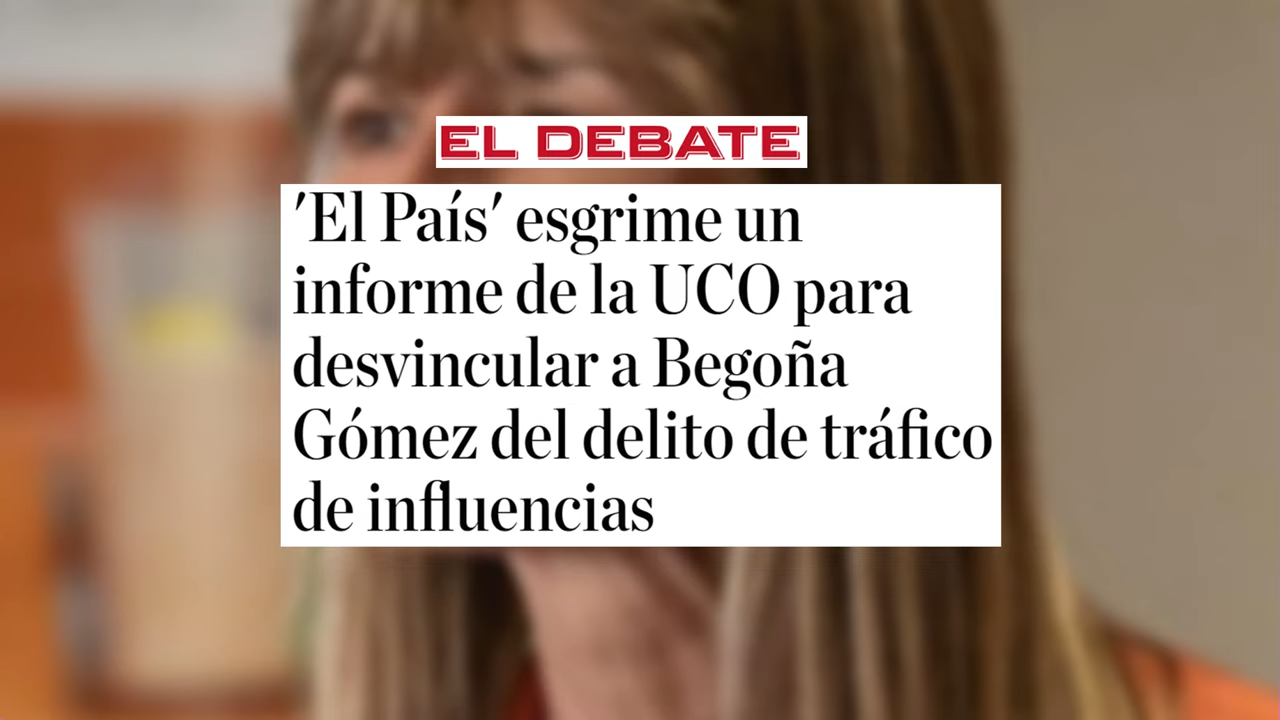 EL DEBATE
'El País' esgrime un
informe de la UCO para
desvincular a Begoña
Gómez del delito de tráfico
de influencias